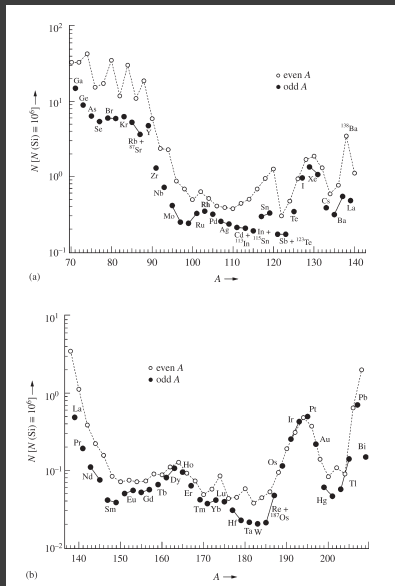 10²
10¹
10⁰
10⁻¹
N [N (Si) ≡ 10⁶] →
even A
odd A
Ga
Ge
As
Se
Br
Kr
Rb +
⁸⁷Sr
Y
Zr
Nb
Mo
Ru
Rh
Pd
Ag
Cd +
¹¹³In
In +
¹¹⁵Sn
Sn
Sb + ¹²³Te
Te
I
Xe
Cs
Ba
¹³⁸Ba
La
70 80 90 100 110 120 130 140
(a)
A →
10¹
10⁰
10⁻¹
10⁻²
N [N (Si) ≡ 10⁶] →
even A
odd A
La
Pr
Nd
Sm
Eu
Gd
Tb
Dy
Ho
Er
Tm
Yb
Lu
Hf
Ta
W
Re +
¹⁸⁷Os
Os
Ir
Pt
Au
Hg
Tl
Pb
Bi
140 150 160 170 180 190 200
(b)
A →